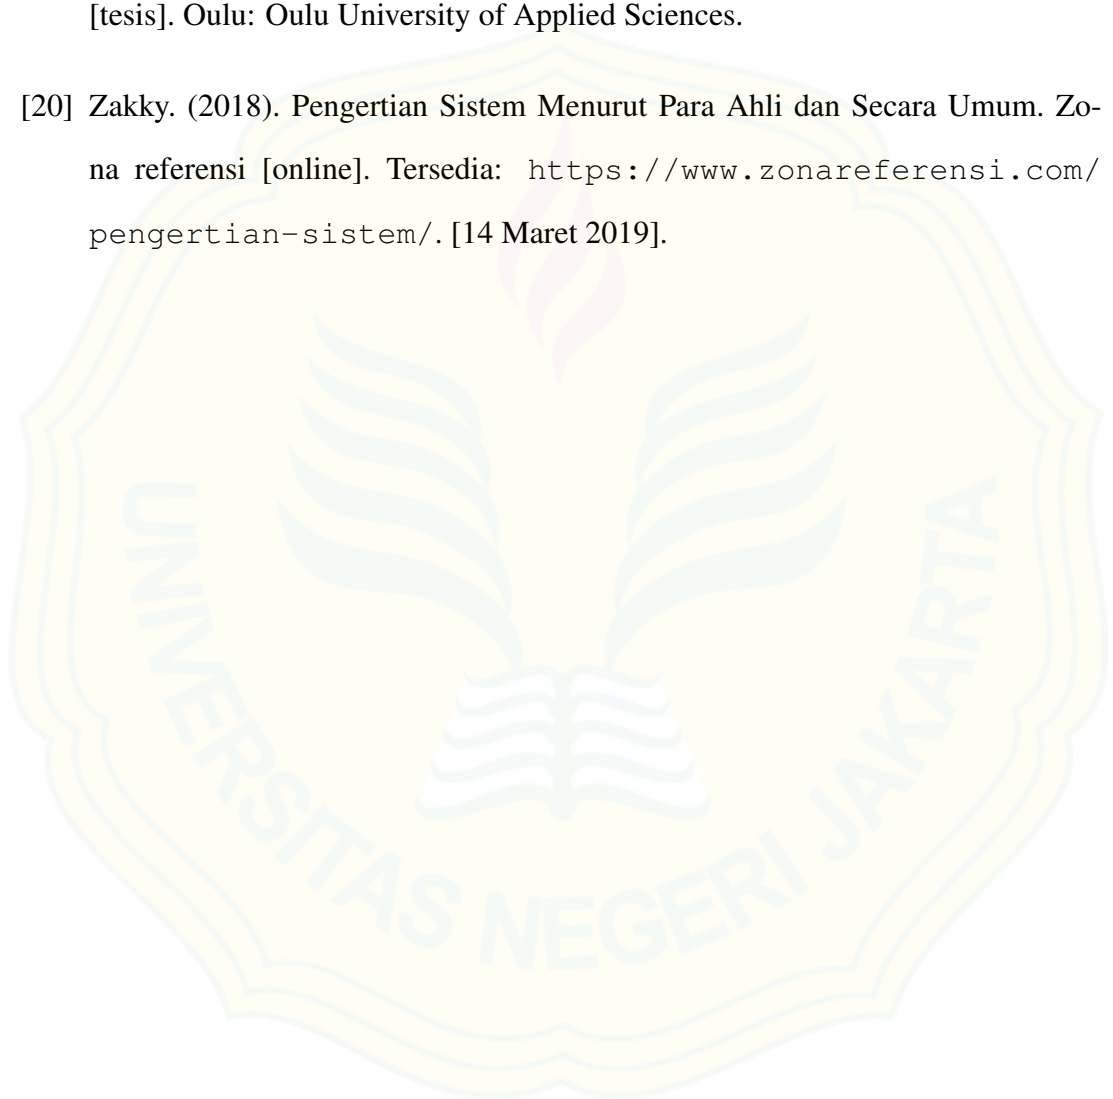 [tesis]. Oulu: Oulu University of Applied Sciences.
[20] Zakky. (2018). Pengertian Sistem Menurut Para Ahli dan Secara Umum. Zo-
na referensi [online]. Tersedia: https://www.zonareferensi.com/
pengertian-sistem/. [14 Maret 2019].
UNIVERSITAS NEGERI JAKARTA